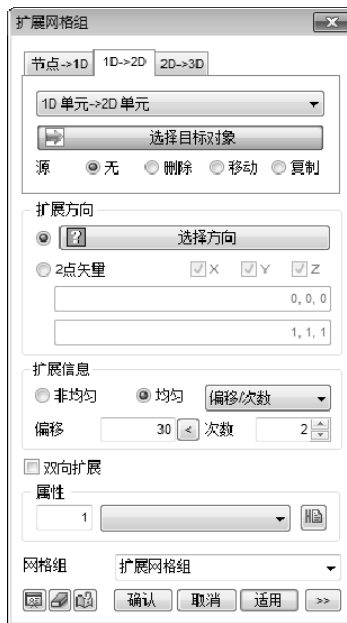 扩展网格组
节点->1D 1D->2D 2D->3D
1D 单元->2D 单元
选择目标对象
源 无 删除 移动 复制
扩展方向
选择方向
2点矢量 X Y Z
0, 0, 0
1, 1, 1
扩展信息
非均匀 均匀 偏移/次数
偏移 30 < 次数 2
双向扩展
属性
1
网格组 扩展网格组
确认 取消 适用 >>